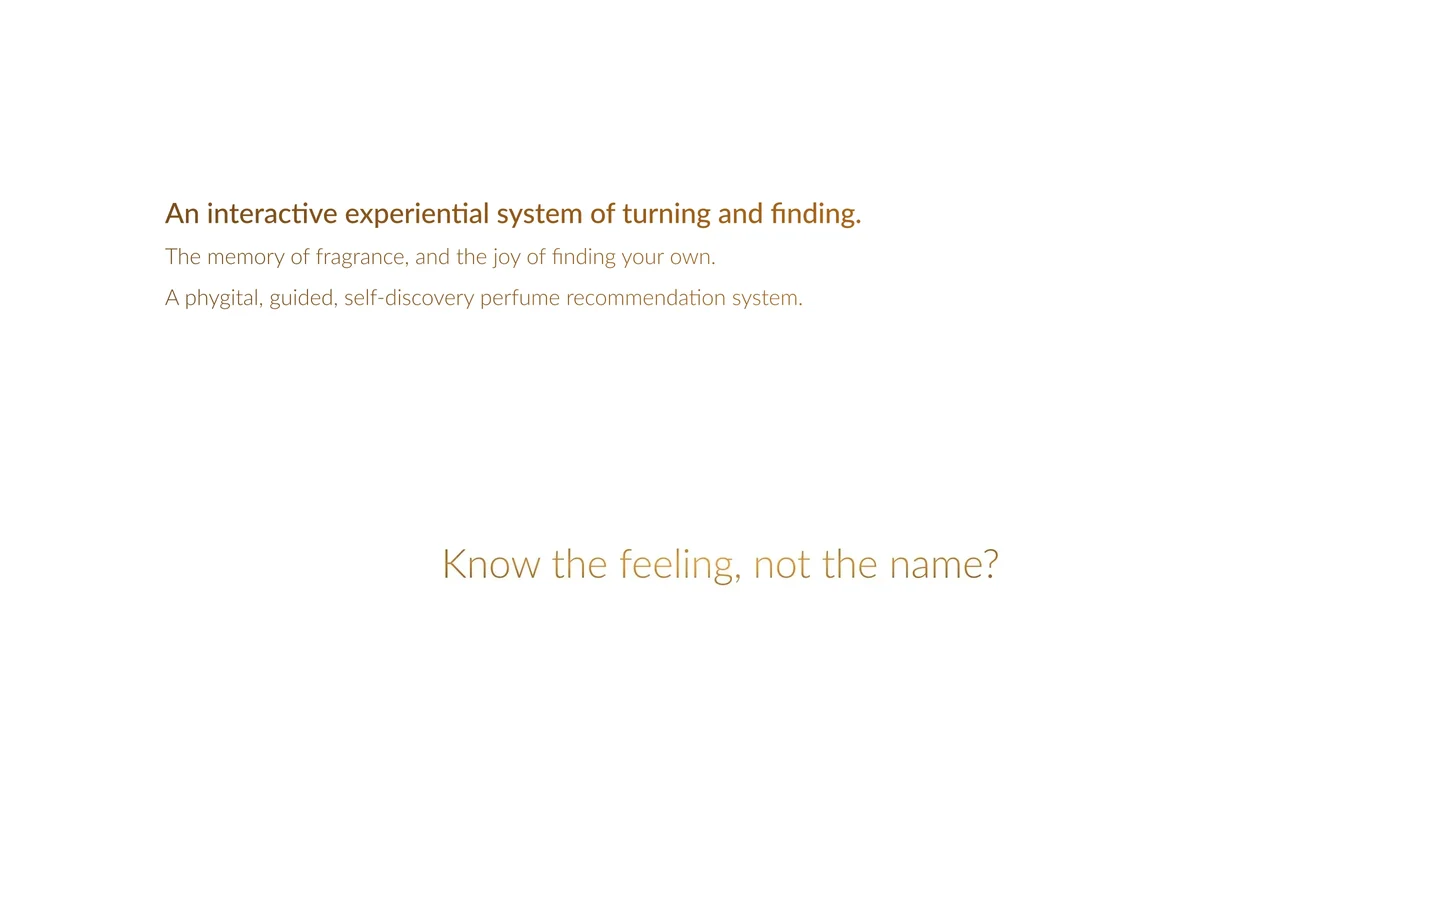 An interactive experiential system of turning and finding.
The memory of fragrance, and the joy of finding your own.
A phygital, guided, self-discovery perfume recommendation system.
Know the feeling, not the name?